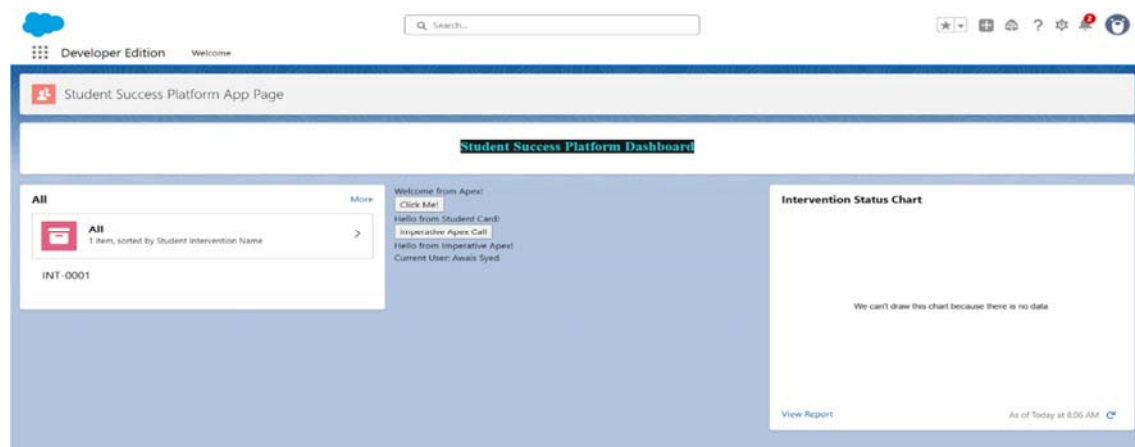 Search...
2
Developer Edition Welcome
Student Success Platform App Page
Student Success Platform Dashboard
All More
All
1 item, sorted by Student Intervention Name
INT-0001
Welcome from Apex!
Click Me!
Hello from Student Card!
Imperative Apex Call
Hello from Imperative Apex!
Current User: Awais Syed
Intervention Status Chart
We can't draw this chart because there is no data.
View Report As of Today at 8:06 AM